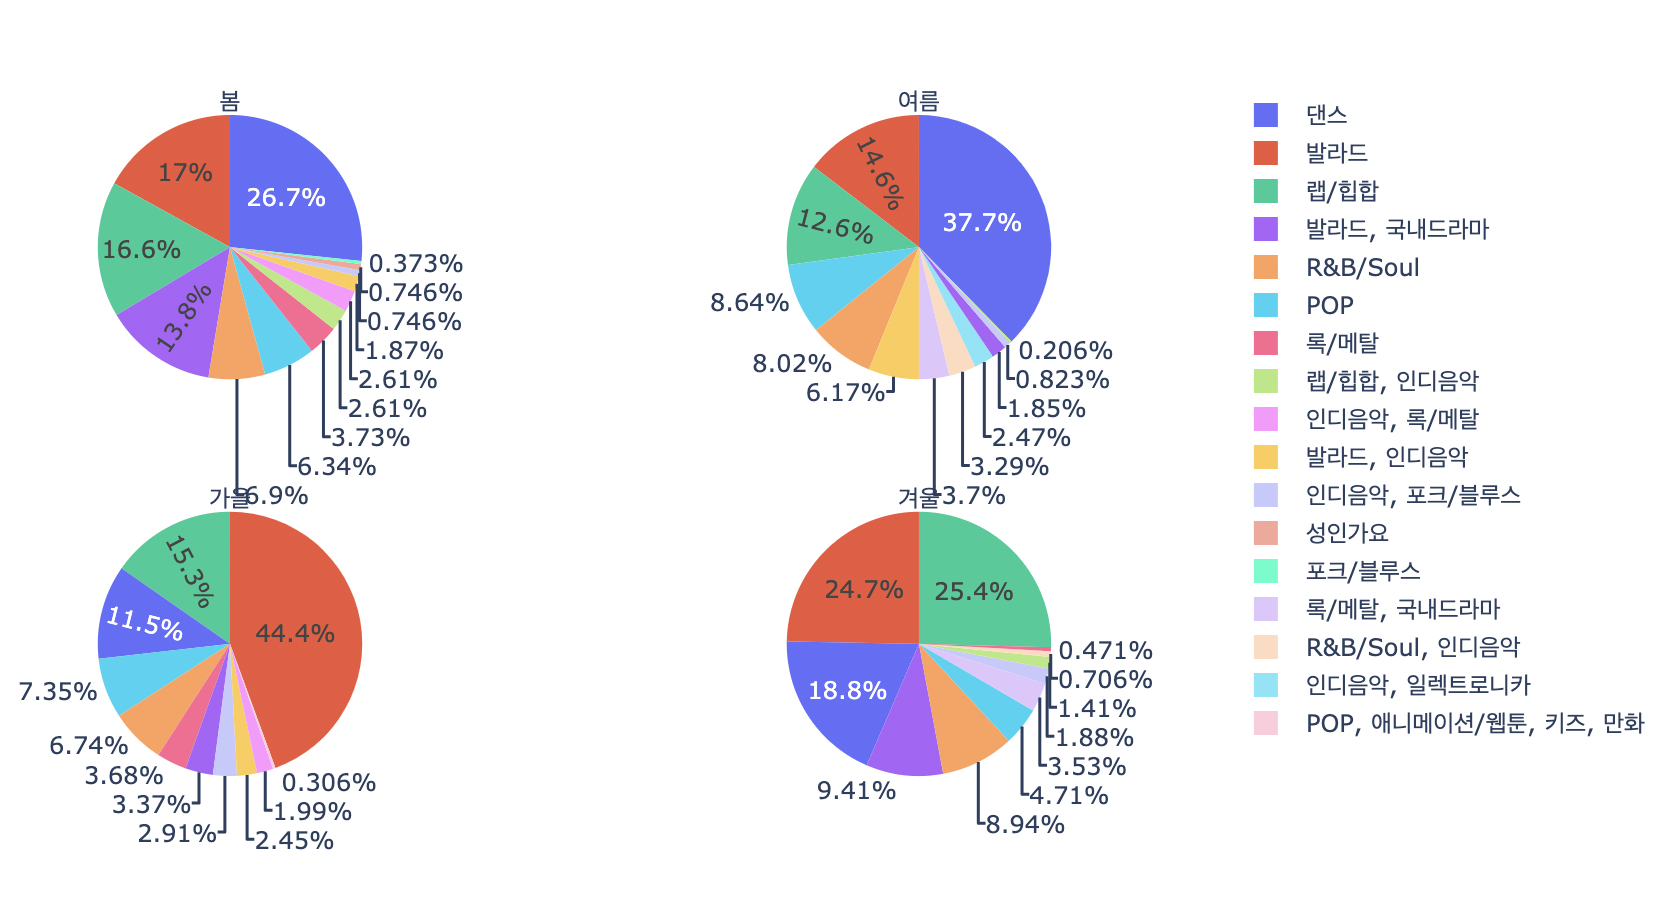 봄
26.7%
17%
16.6%
13.8%
6.9%
6.34%
3.73%
2.61%
2.61%
1.87%
0.746%
0.746%
0.373%
여름
37.7%
14.6%
12.6%
8.64%
8.02%
6.17%
3.7%
3.29%
2.47%
1.85%
0.823%
0.206%
가을
44.4%
15.3%
11.5%
7.35%
6.74%
3.68%
3.37%
2.91%
2.45%
1.99%
0.306%
겨울
25.4%
24.7%
18.8%
9.41%
8.94%
4.71%
3.53%
1.88%
1.41%
0.706%
0.471%
댄스
발라드
랩/힙합
발라드, 국내드라마
R&B/Soul
POP
록/메탈
랩/힙합, 인디음악
인디음악, 록/메탈
발라드, 인디음악
인디음악, 포크/블루스
성인가요
포크/블루스
록/메탈, 국내드라마
R&B/Soul, 인디음악
인디음악, 일렉트로니카
POP, 애니메이션/웹툰, 키즈, 만화